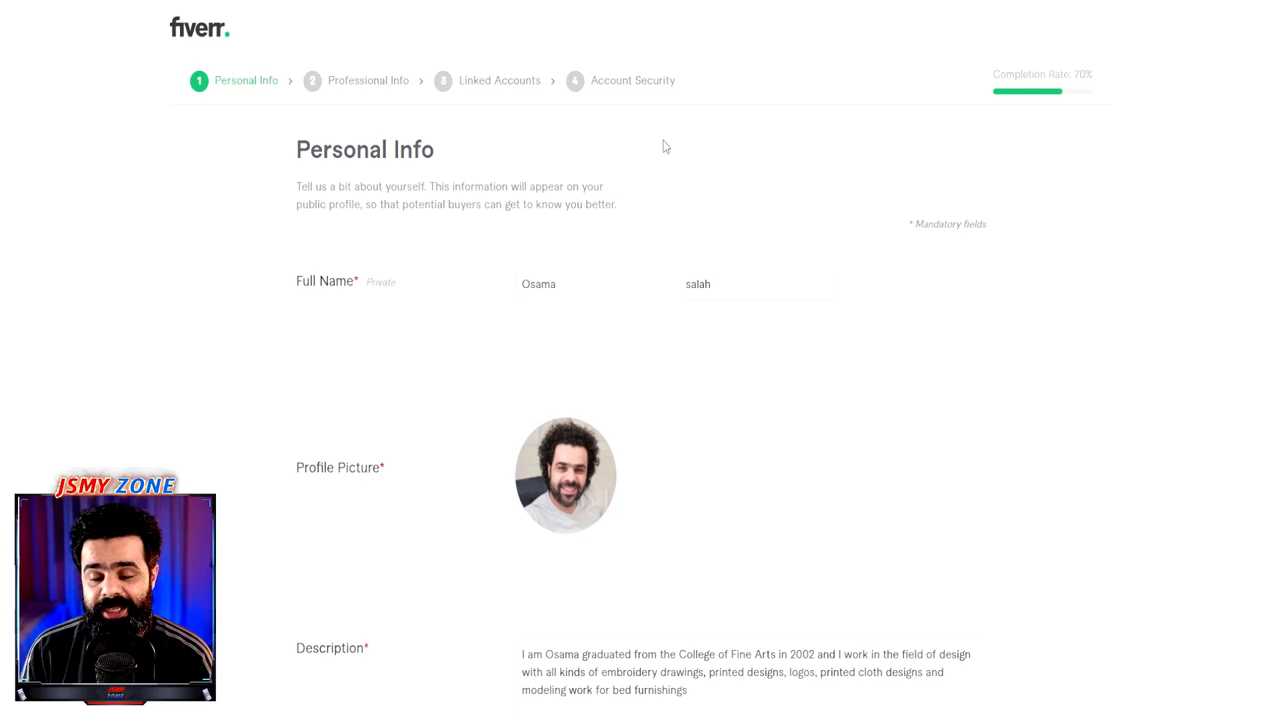 fiverr.
1 Personal Info > 2 Professional Info > 3 Linked Accounts > 4 Account Security
Completion Rate: 70%
Personal Info
Tell us a bit about yourself. This information will appear on your
public profile, so that potential buyers can get to know you better.
* Mandatory fields
Full Name* Private Osama salah
Profile Picture*
JSMY ZONE
Description* I am Osama graduated from the College of Fine Arts in 2002 and I work in the field of design
with all kinds of embroidery drawings, printed designs, logos, printed cloth designs and
modeling work for bed furnishings
JSMY
ZONE